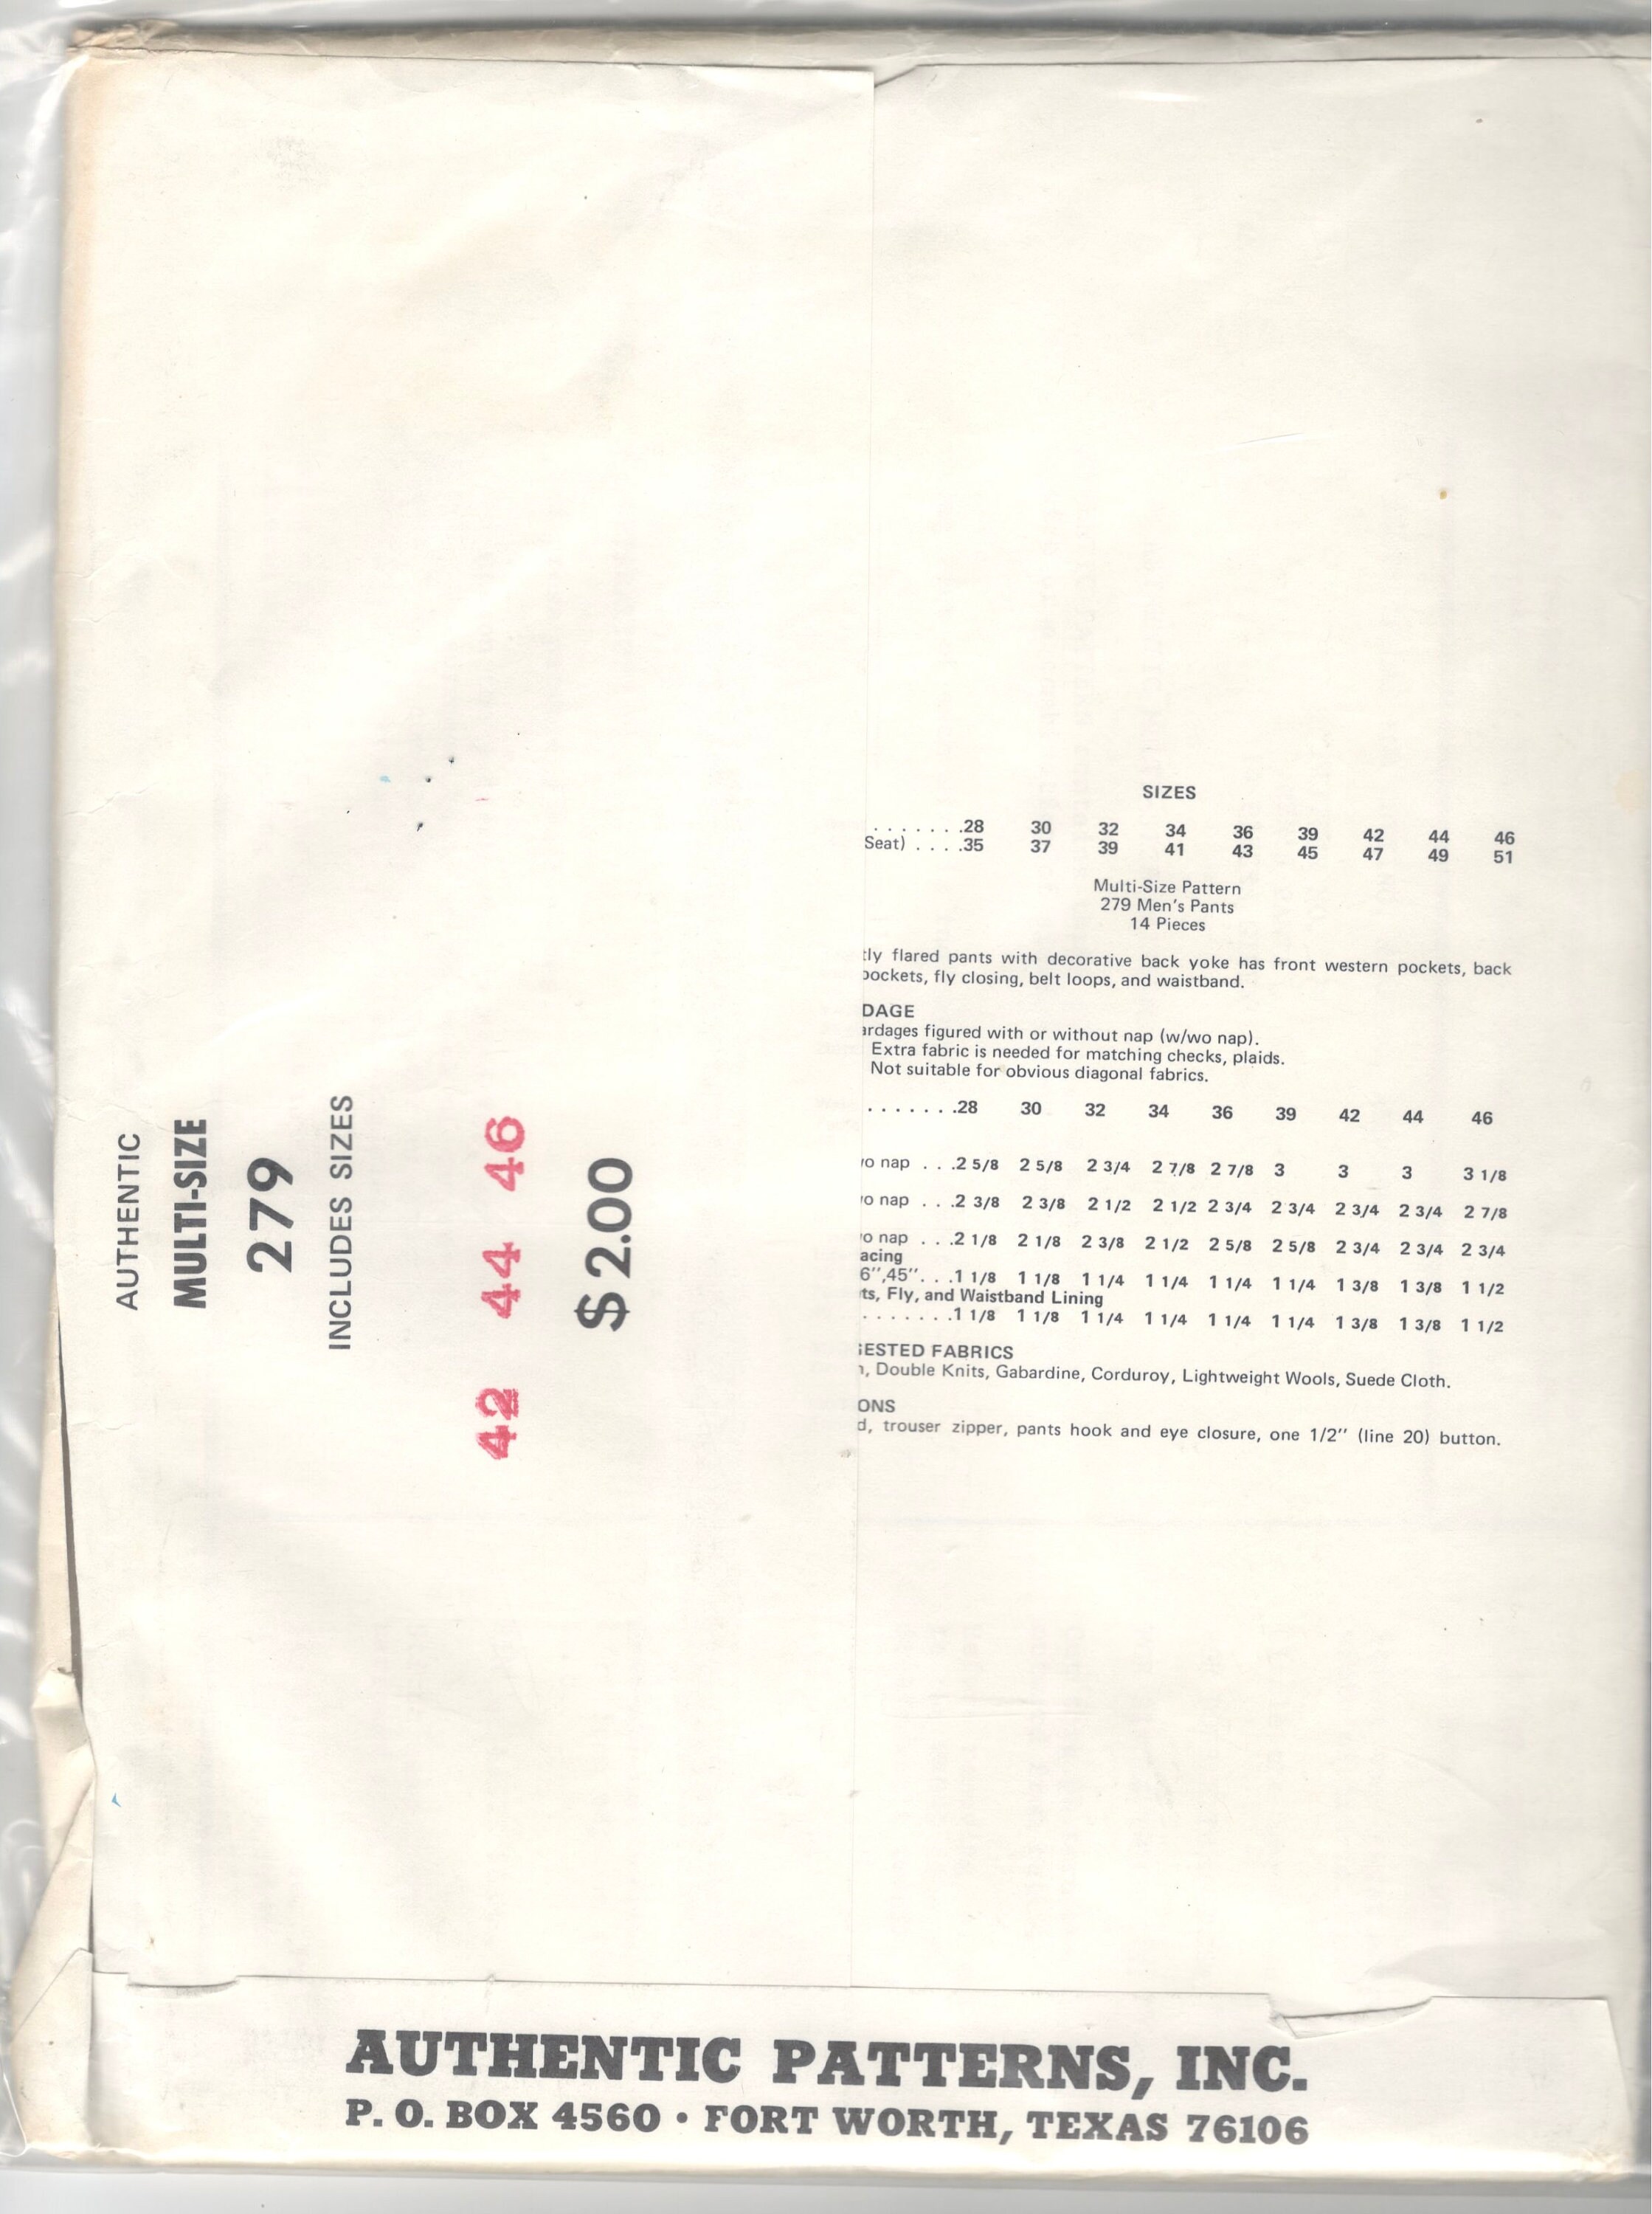 AUTHENTIC
MULTI-SIZE
279
INCLUDES SIZES
42 44 46
$2.00
SIZES
. . . . . . .28 30 32 34 36 39 42 44 46
Seat) . . . .35 37 39 41 43 45 47 49 51
Multi-Size Pattern
279 Men's Pants
14 Pieces
tly flared pants with decorative back yoke has front western pockets, back
pockets, fly closing, belt loops, and waistband.
DAGE
ardages figured with or without nap (w/wo nap).
Extra fabric is needed for matching checks, plaids.
Not suitable for obvious diagonal fabrics.
. . . . . . .28 30 32 34 36 39 42 44 46
o nap . . .2 5/8 2 5/8 2 3/4 2 7/8 2 7/8 3 3 3 3 1/8
o nap . . .2 3/8 2 3/8 2 1/2 2 1/2 2 3/4 2 3/4 2 3/4 2 3/4 2 7/8
o nap . . .2 1/8 2 1/8 2 3/8 2 1/2 2 5/8 2 5/8 2 3/4 2 3/4 2 3/4
acing
6",45". . .1 1/8 1 1/8 1 1/4 1 1/4 1 1/4 1 1/4 1 3/8 1 3/8 1 1/2
ts, Fly, and Waistband Lining
. . . . . . .1 1/8 1 1/8 1 1/4 1 1/4 1 1/4 1 1/4 1 3/8 1 3/8 1 1/2
GESTED FABRICS
, Double Knits, Gabardine, Corduroy, Lightweight Wools, Suede Cloth.
ONS
d, trouser zipper, pants hook and eye closure, one 1/2" (line 20) button.
AUTHENTIC PATTERNS, INC.
P. O. BOX 4560 • FORT WORTH, TEXAS 76106